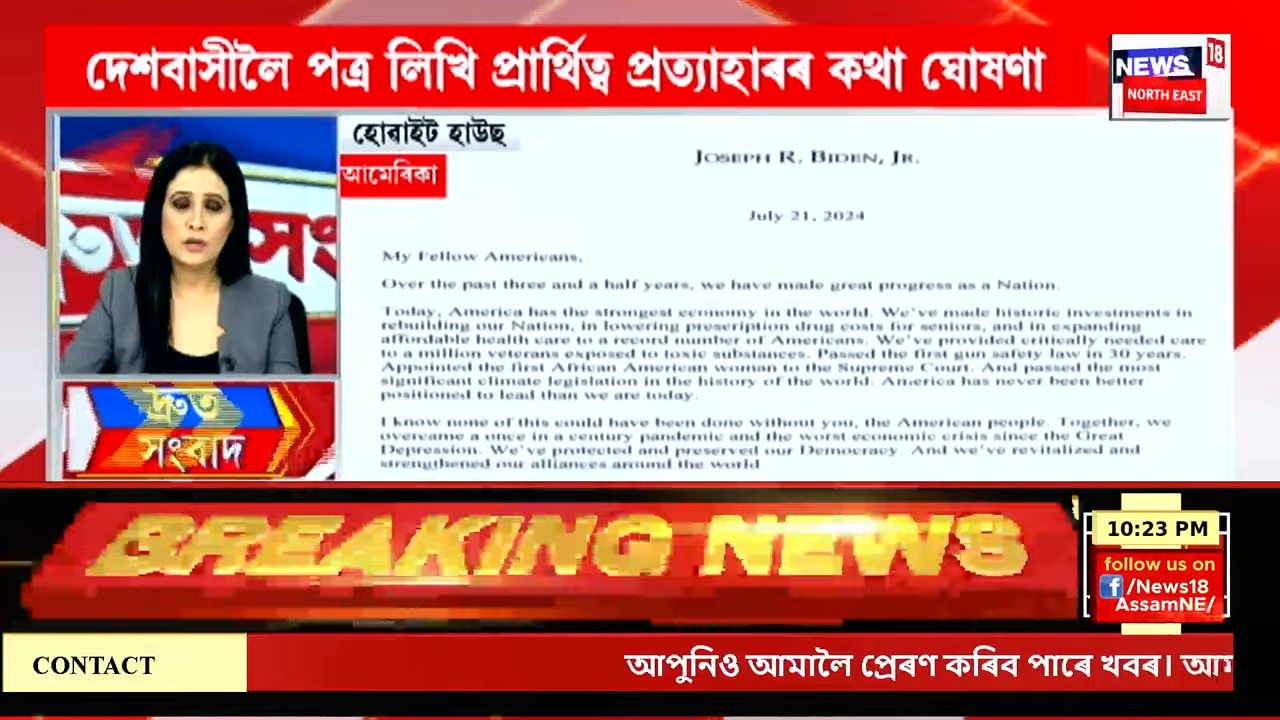 দেশবাসীলৈ পত্ৰ লিখি প্ৰাৰ্থিত্ব প্ৰত্যাহাৰৰ কথা ঘোষণা
NEWS 18
NORTH EAST
হোৱাইট হাউছ
আমেৰিকা
JOSEPH R. BIDEN, JR.
July 21, 2024
My Fellow Americans,
Over the past three and a half years, we have made great progress as a Nation.
Today, America has the strongest economy in the world. We've made historic investments in
rebuilding our Nation, in lowering prescription drug costs for seniors, and in expanding
affordable health care to a record number of Americans. We've provided critically needed care
to a million veterans exposed to toxic substances. Passed the first gun safety law in 30 years.
Appointed the first African American woman to the Supreme Court. And passed the most
significant climate legislation in the history of the world. America has never been better
positioned to lead than we are today.
I know none of this could have been done without you, the American people. Together, we
overcame a once in a century pandemic and the worst economic crisis since the Great
Depression. We've protected and preserved our Democracy. And we've revitalized and
strengthened our alliances around the world
দ্ৰুত
সংবাদ
BREAKING NEWS
10:23 PM
follow us on
/News18
AssamNE/
CONTACT
আপুনিও আমালৈ প্ৰেৰণ কৰিব পাৰে খবৰ।